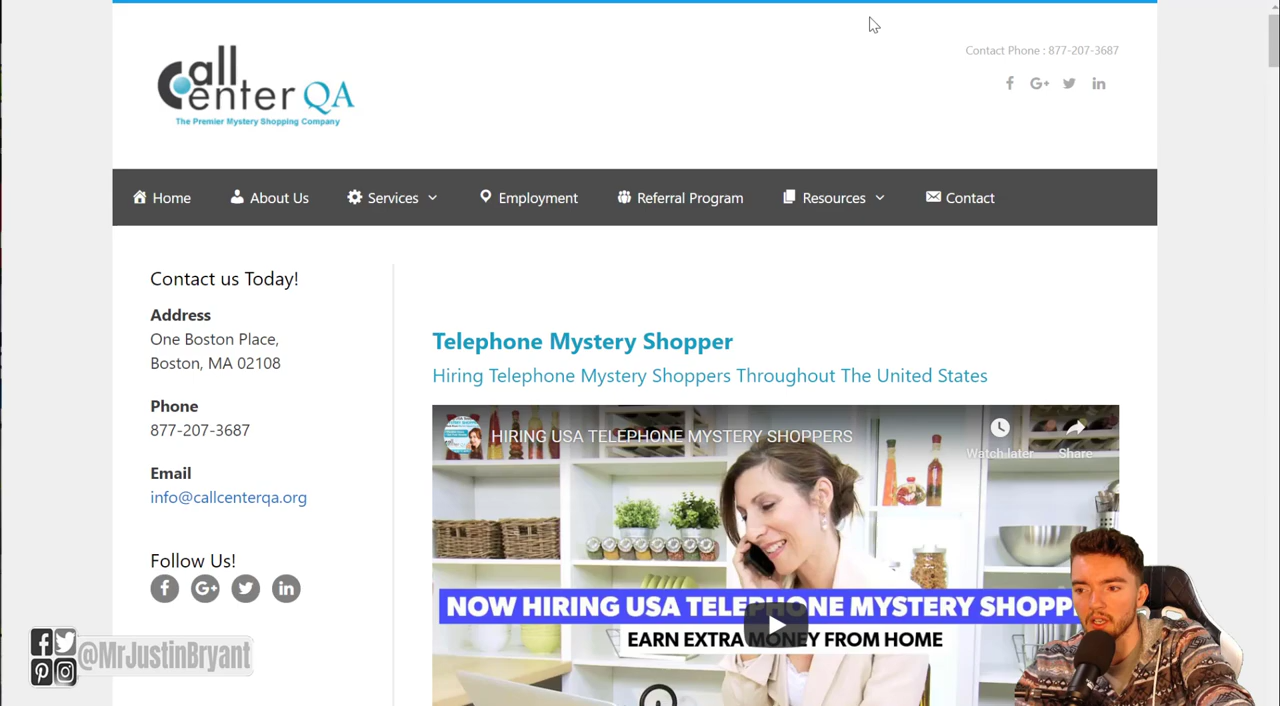 Contact Phone : 877-207-3687
Call Center QA
The Premier Mystery Shopping Company
Home
About Us
Services
Employment
Referral Program
Resources
Contact
Contact us Today!
Address
One Boston Place,
Boston, MA 02108
Phone
877-207-3687
Email
info@callcenterqa.org
Follow Us!
Telephone Mystery Shopper
Hiring Telephone Mystery Shoppers Throughout The United States
HIRING USA TELEPHONE MYSTERY SHOPPERS
Watch later
Share
NOW HIRING USA TELEPHONE MYSTERY SHOPP
EARN EXTRA MONEY FROM HOME
@MrJustinBryant